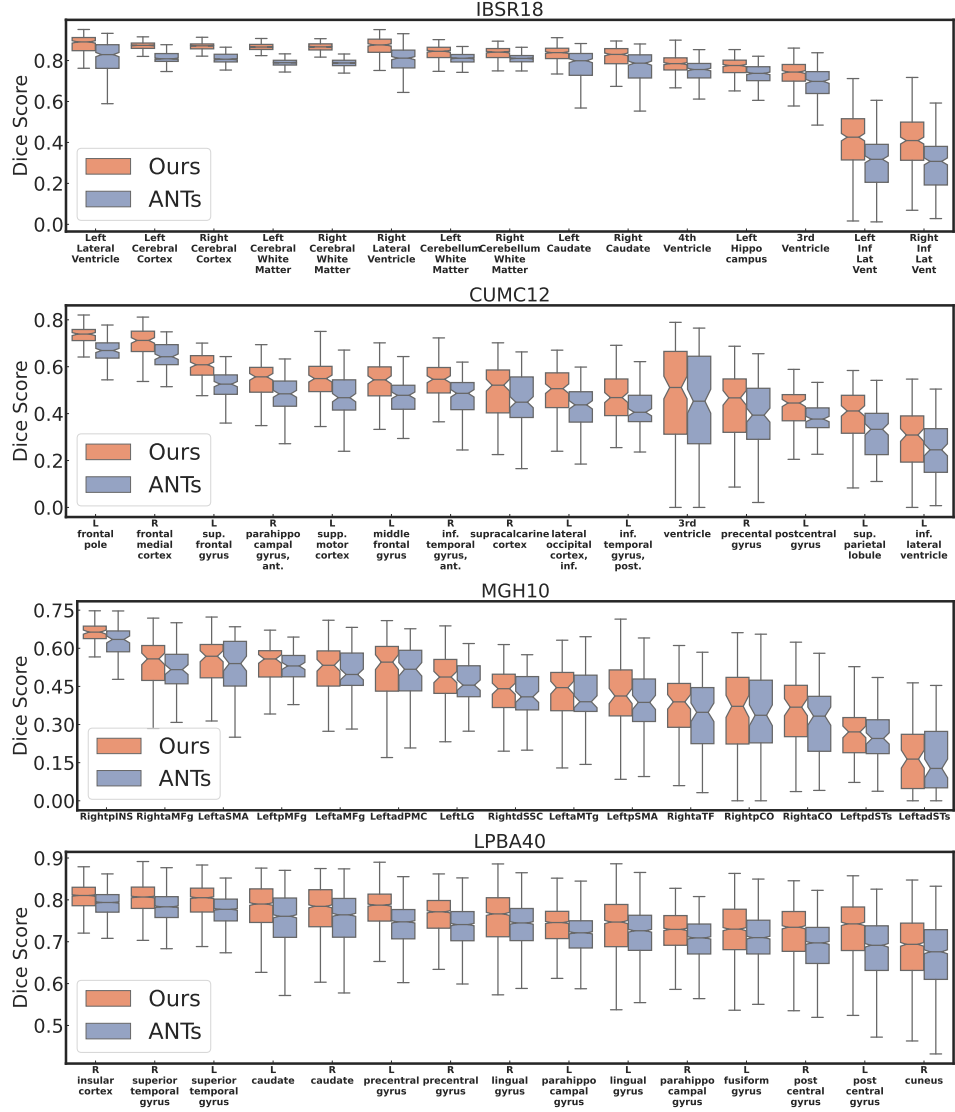 IBSR18
Dice Score
0.8
0.6
0.4
0.2
0.0
Ours
ANTs
Left Lateral Ventricle
Left Cerebral Cortex
Right Cerebral Cortex
Left Cerebral White Matter
Right Cerebral White Matter
Right Lateral Ventricle
Left Cerebellum White Matter
Right Cerebellum White Matter
Left Caudate
Right Caudate
4th Ventricle
Left Hippo campus
3rd Ventricle
Left Inf Lat Vent
Right Inf Lat Vent
CUMC12
Dice Score
0.8
0.6
0.4
0.2
0.0
Ours
ANTs
L frontal pole
R frontal medial cortex
L sup. frontal gyrus
R parahippo campal gyrus, ant.
L supp. motor cortex
L middle frontal gyrus
R inf. temporal gyrus, ant.
R supracalcarine cortex
L lateral occipital cortex, inf.
L inf. temporal gyrus, post.
3rd ventricle
R precental gyrus
L postcentral gyrus
L sup. parietal lobule
L inf. lateral ventricle
MGH10
Dice Score
0.75
0.60
0.45
0.30
0.15
0.00
Ours
ANTs
RightpINS
RightaMFg
LeftaSMA
LeftpMFg
LeftaMFg
LeftadPMC
LeftLG
RightdSSC
LeftaMTg
LeftpSMA
RightaTF
RightpCO
RightaCO
LeftpdSTs
LeftadSTs
LPBA40
Dice Score
0.9
0.8
0.7
0.6
0.5
Ours
ANTs
R insular cortex
R superior temporal gyrus
L superior temporal gyrus
L caudate
R caudate
L precentral gyrus
R precentral gyrus
R lingual gyrus
L parahippo campal gyrus
L lingual gyrus
R parahippo campal gyrus
L fusiform gyrus
R post central gyrus
L post central gyrus
R cuneus